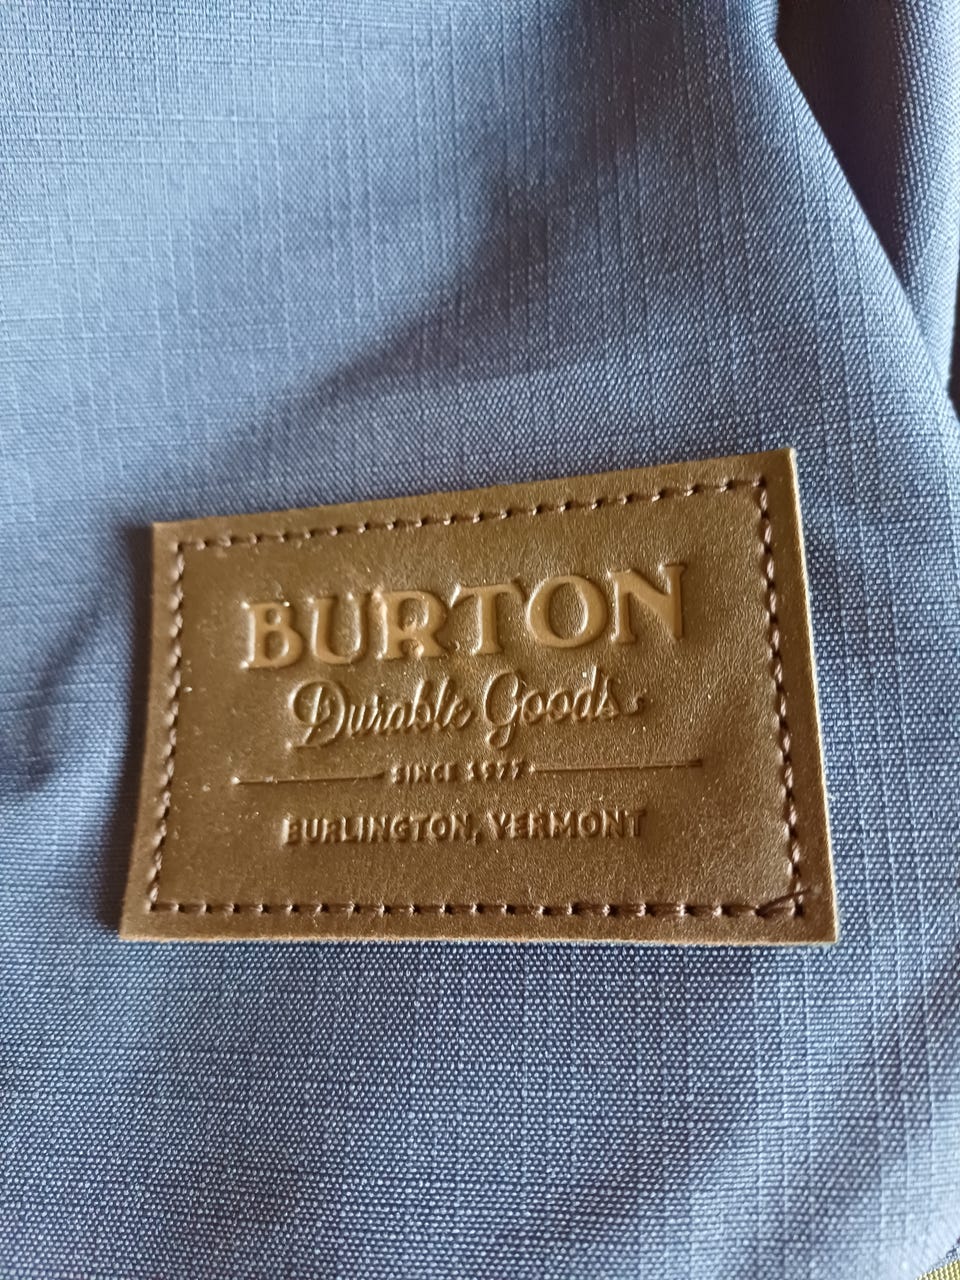 BURTON
Durable Goods.
SINCE 1977
BURLINGTON, VERMONT